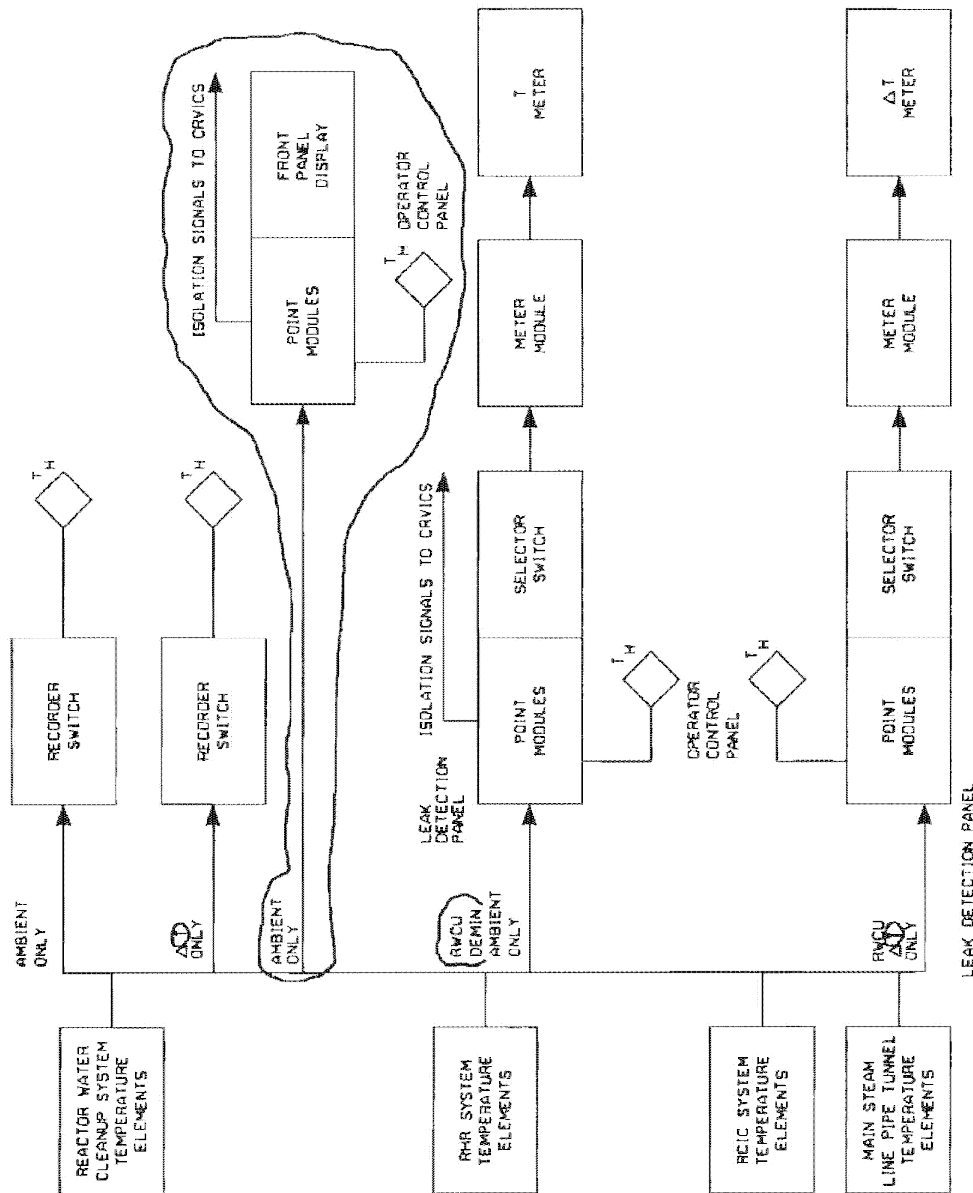 REACTOR WATER
CLEANUP SYSTEM
TEMPERATURE
ELEMENTS
RHR SYSTEM
TEMPERATURE
ELEMENTS
RCIC SYSTEM
TEMPERATURE
ELEMENTS
MAIN STEAM
LINE PIPE TUNNEL
TEMPERATURE
ELEMENTS
AMBIENT
ONLY
RECORDER
SWITCH
T
H
ΔT
ONLY
RECORDER
SWITCH
T
H
AMBIENT
ONLY
ISOLATION SIGNALS TO CRVICS
POINT
MODULES
FRONT
PANEL
DISPLAY
T
H
OPERATOR
CONTROL
PANEL
RWCU
DEMIN
AMBIENT
ONLY
LEAK
DETECTION
PANEL
ISOLATION SIGNALS TO CRVICS
POINT
MODULES
SELECTOR
SWITCH
METER
MODULE
T
METER
T
H
OPERATOR
CONTROL
PANEL
T
H
RWCU
ΔT
ONLY
POINT
MODULES
SELECTOR
SWITCH
METER
MODULE
ΔT
METER
LEAK DETECTION PANEL